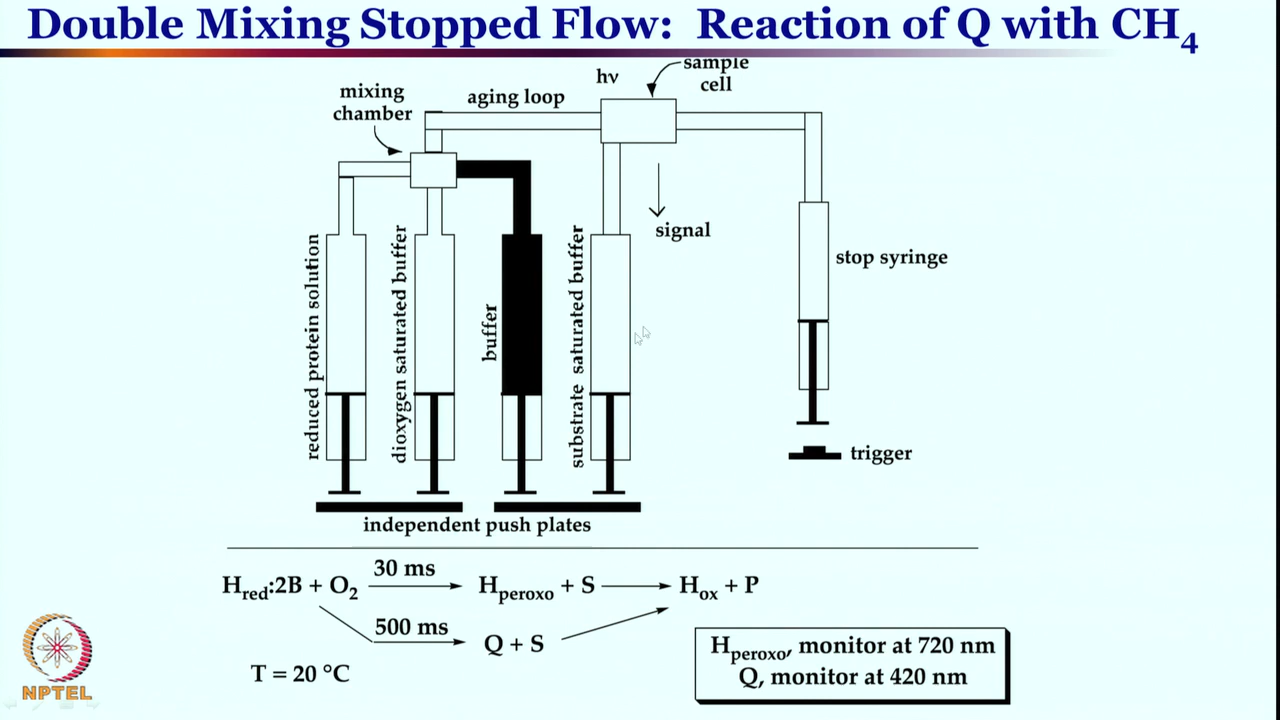 Double Mixing Stopped Flow: Reaction of Q with CH4
mixing
chamber
aging loop
hν
sample
cell
signal
stop syringe
trigger
reduced protein solution
dioxygen saturated buffer
buffer
substrate saturated buffer
independent push plates
Hred:2B + O2 30 ms Hperoxo + S Hox + P
500 ms Q + S
T = 20 °C
Hperoxo, monitor at 720 nm
Q, monitor at 420 nm
NPTEL